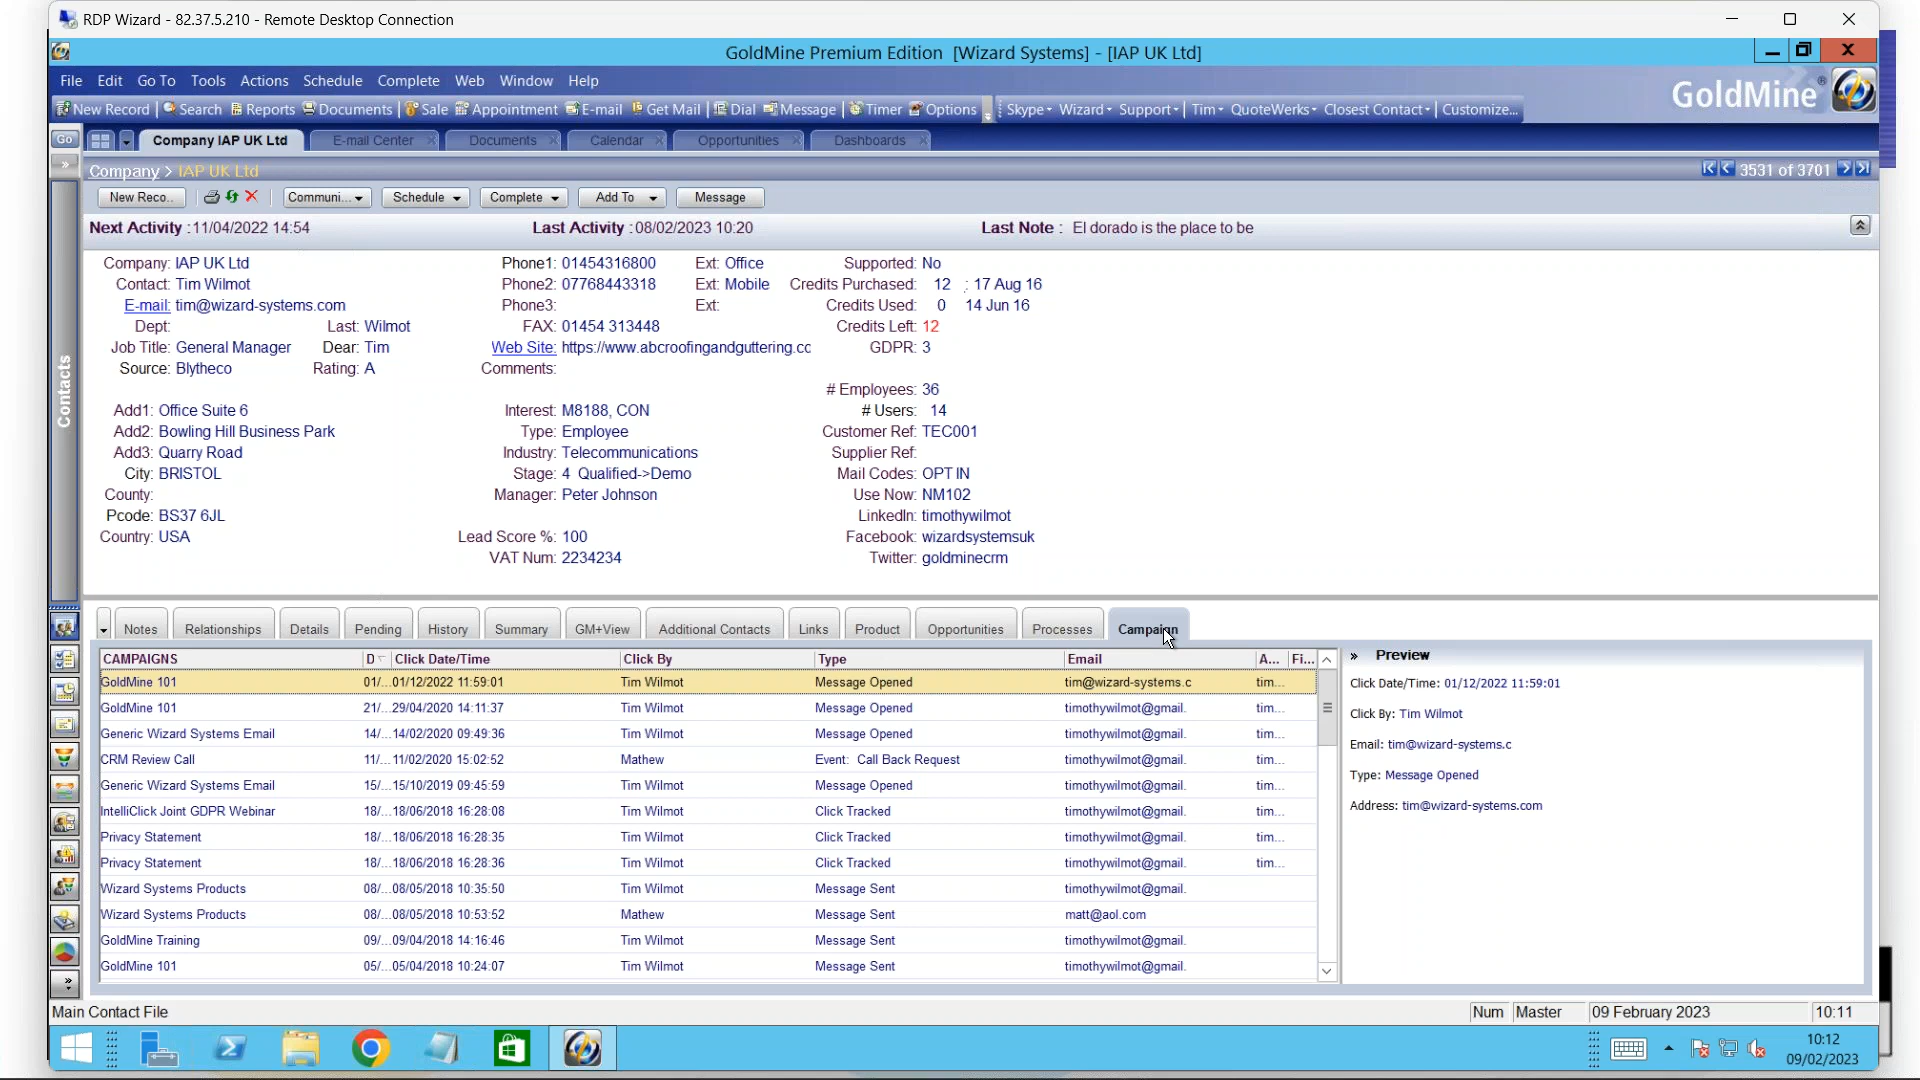 RDP Wizard - 82.37.5.210 - Remote Desktop Connection
GoldMine Premium Edition [Wizard Systems] - [IAP UK Ltd]
File Edit Go To Tools Actions Schedule Complete Web Window Help
GoldMine®
New Record Search Reports Documents Sale Appointment E-mail Get Mail Dial Message Timer Options Skype Wizard Support Tim QuoteWerks Closest Contact Customize...
Go Company IAP UK Ltd E-mail Center Documents Calendar Opportunities Dashboards
Company > IAP UK Ltd 3531 of 3701
New Reco.. Communi... Schedule Complete Add To Message
Next Activity :11/04/2022 14:54 Last Activity :08/02/2023 10:20 Last Note : El dorado is the place to be
Company: IAP UK Ltd Phone1: 01454316800 Ext: Office Supported: No
Contact: Tim Wilmot Phone2: 07768443318 Ext: Mobile Credits Purchased: 12 : 17 Aug 16
E-mail: tim@wizard-systems.com Phone3: Ext: Credits Used: 0 14 Jun 16
Dept: Last: Wilmot FAX: 01454 313448 Credits Left: 12
Job Title: General Manager Dear: Tim Web Site: https://www.abcroofingandguttering.cc GDPR: 3
Source: Blytheco Rating: A Comments:
# Employees: 36
Contacts
Add1: Office Suite 6 Interest: M8188, CON # Users: 14
Add2: Bowling Hill Business Park Type: Employee Customer Ref: TEC001
Add3: Quarry Road Industry: Telecommunications Supplier Ref:
City: BRISTOL Stage: 4 Qualified->Demo Mail Codes: OPT IN
County: Manager: Peter Johnson Use Now: NM102
Pcode: BS37 6JL LinkedIn: timothywilmot
Country: USA Lead Score %: 100 Facebook: wizardsystemsuk
VAT Num: 2234234 Twitter: goldminecrm
Notes Relationships Details Pending History Summary GM+View Additional Contacts Links Product Opportunities Processes Campaign
CAMPAIGNS D Click Date/Time Click By Type Email A... Fi...
GoldMine 101 01/... 01/12/2022 11:59:01 Tim Wilmot Message Opened tim@wizard-systems.c tim...
GoldMine 101 21/... 29/04/2020 14:11:37 Tim Wilmot Message Opened timothywilmot@gmail. tim...
Generic Wizard Systems Email 14/... 14/02/2020 09:49:36 Tim Wilmot Message Opened timothywilmot@gmail. tim...
CRM Review Call 11/... 11/02/2020 15:02:52 Mathew Event: Call Back Request timothywilmot@gmail. tim...
Generic Wizard Systems Email 15/... 15/10/2019 09:45:59 Tim Wilmot Message Opened timothywilmot@gmail. tim...
IntelliClick Joint GDPR Webinar 18/... 18/06/2018 16:28:08 Tim Wilmot Click Tracked timothywilmot@gmail. tim...
Privacy Statement 18/... 18/06/2018 16:28:35 Tim Wilmot Click Tracked timothywilmot@gmail. tim...
Privacy Statement 18/... 18/06/2018 16:28:36 Tim Wilmot Click Tracked timothywilmot@gmail. tim...
Wizard Systems Products 08/... 08/05/2018 10:35:50 Tim Wilmot Message Sent timothywilmot@gmail.
Wizard Systems Products 08/... 08/05/2018 10:53:52 Mathew Message Sent matt@aol.com
GoldMine Training 09/... 09/04/2018 14:16:46 Tim Wilmot Message Sent timothywilmot@gmail.
GoldMine 101 05/... 05/04/2018 10:24:07 Tim Wilmot Message Sent timothywilmot@gmail.
» Preview
Click Date/Time: 01/12/2022 11:59:01
Click By: Tim Wilmot
Email: tim@wizard-systems.c
Type: Message Opened
Address: tim@wizard-systems.com
Main Contact File Num Master 09 February 2023 10:11
10:12
09/02/2023